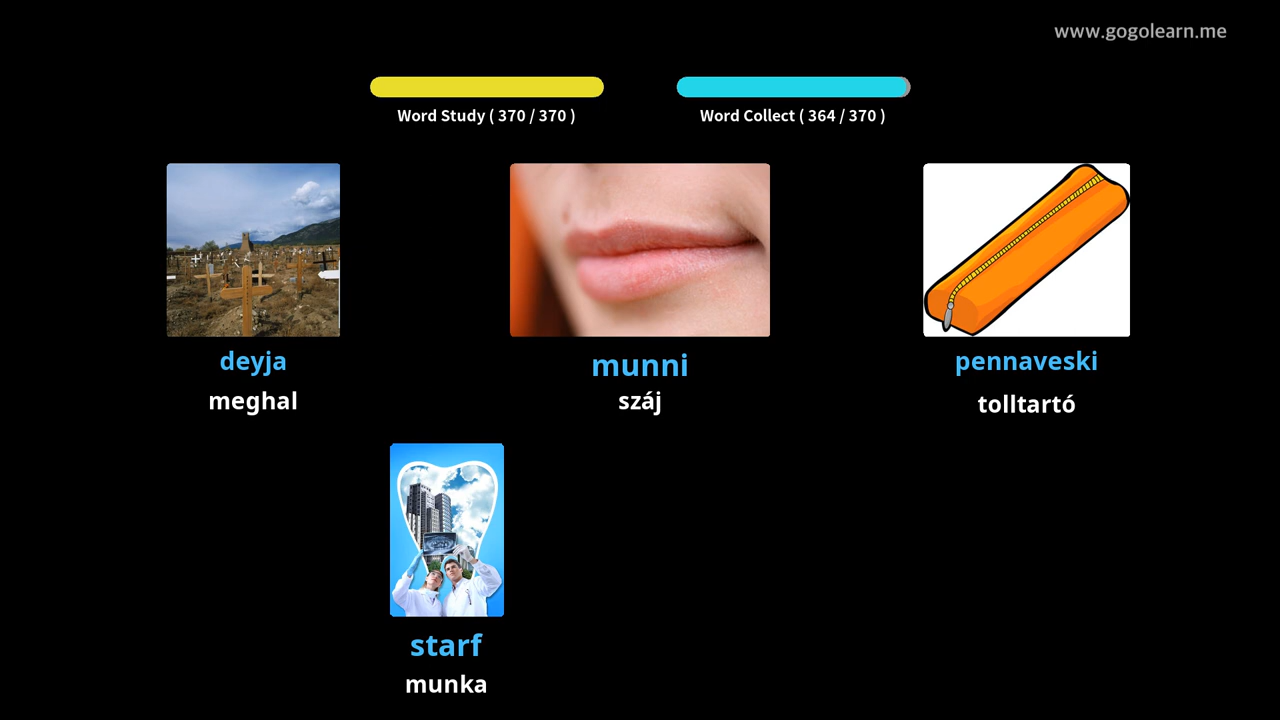 www.gogolearn.me
Word Study ( 370 / 370 )
Word Collect ( 364 / 370 )
deyja
meghal
munni
száj
pennaveski
tolltartó
starf
munka